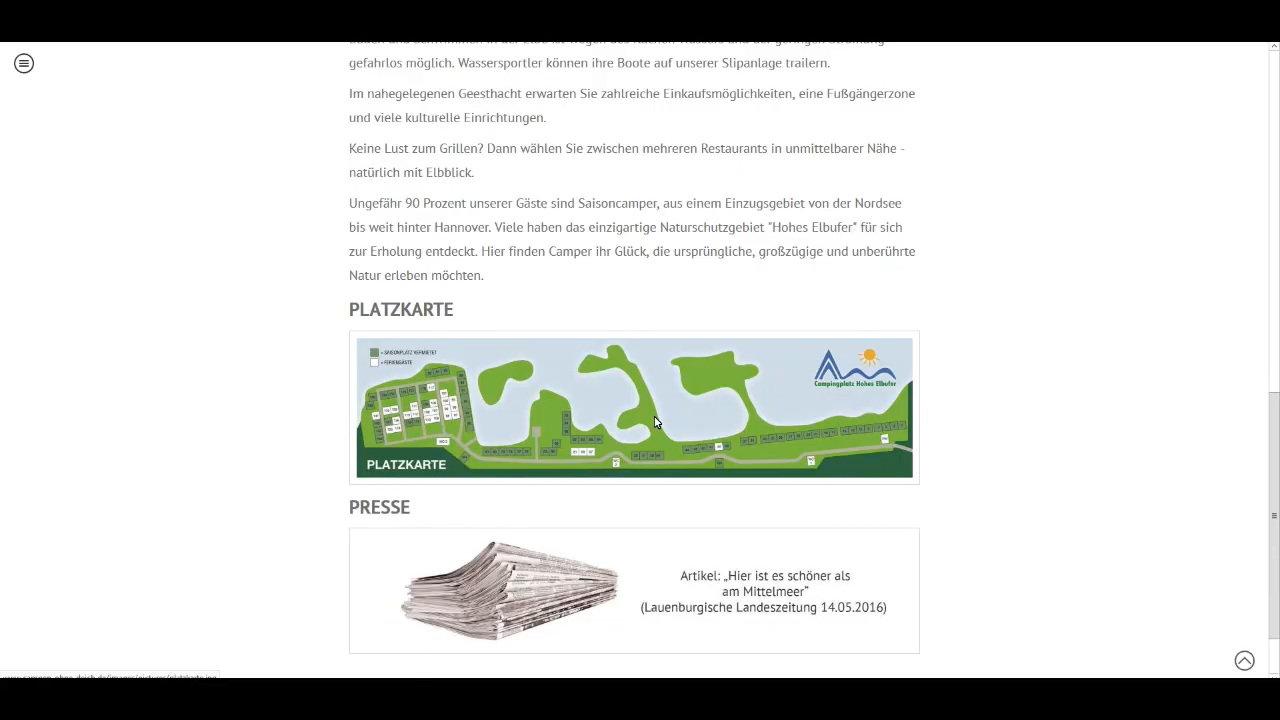 gefahrlos möglich. Wassersportler können ihre Boote auf unserer Slipanlage trailern.
Im nahegelegenen Geesthacht erwarten Sie zahlreiche Einkaufsmöglichkeiten, eine Fußgängerzone
und viele kulturelle Einrichtungen.
Keine Lust zum Grillen? Dann wählen Sie zwischen mehreren Restaurants in unmittelbarer Nähe -
natürlich mit Elbblick.
Ungefähr 90 Prozent unserer Gäste sind Saisoncamper, aus einem Einzugsgebiet von der Nordsee
bis weit hinter Hannover. Viele haben das einzigartige Naturschutzgebiet "Hohes Elbufer" für sich
zur Erholung entdeckt. Hier finden Camper ihr Glück, die ursprüngliche, großzügige und unberührte
Natur erleben möchten.
PLATZKARTE
= SAISONPLATZ VERMIETET
= FERIENGÄSTE
Campingplatz Hohes Elbufer
PLATZKARTE
PRESSE
Artikel: „Hier ist es schöner als
am Mittelmeer“
(Lauenburgische Landeszeitung 14.05.2016)